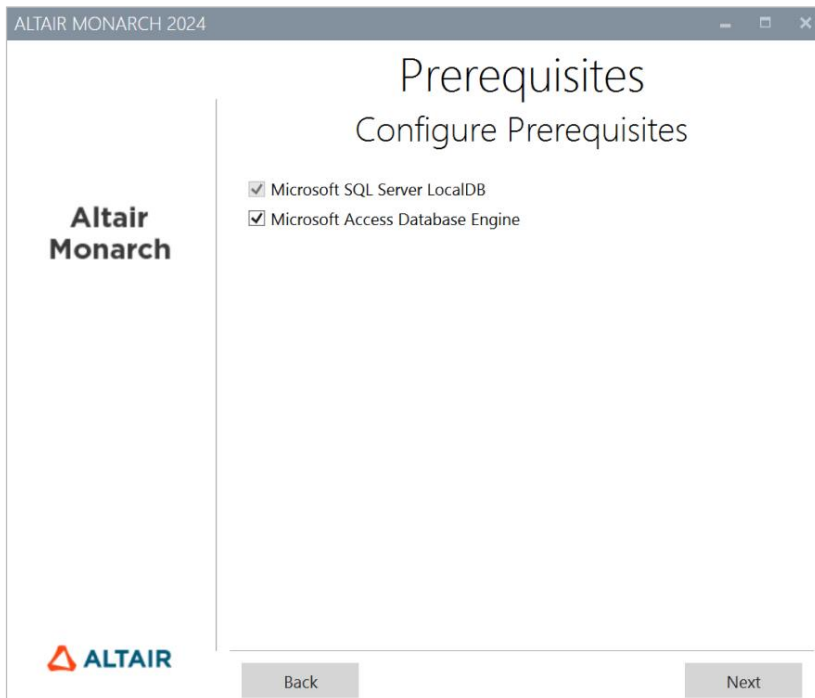 ALTAIR MONARCH 2024
Prerequisites
Configure Prerequisites
Microsoft SQL Server LocalDB
Microsoft Access Database Engine
Altair
Monarch
ALTAIR
Back
Next